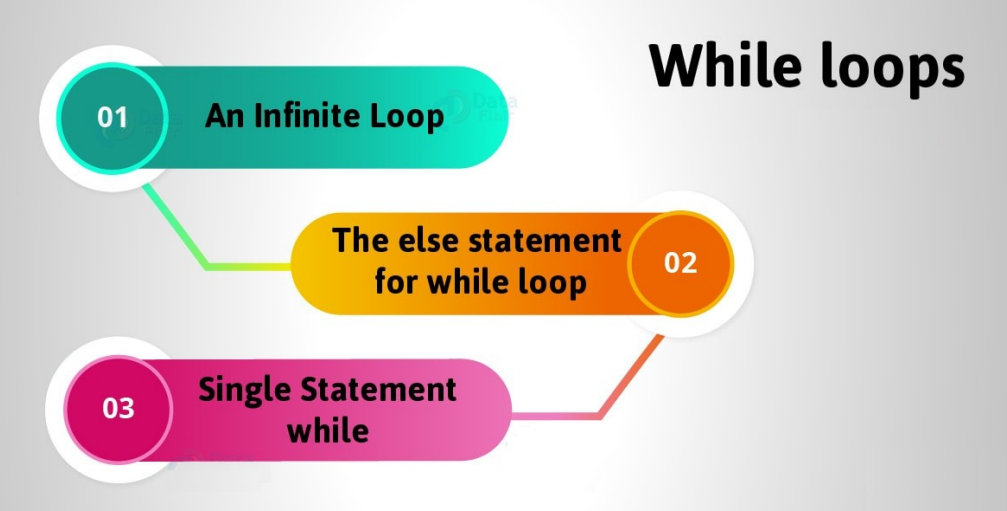 While loops
01
An Infinite Loop
The else statement
for while loop
02
03
Single Statement
while